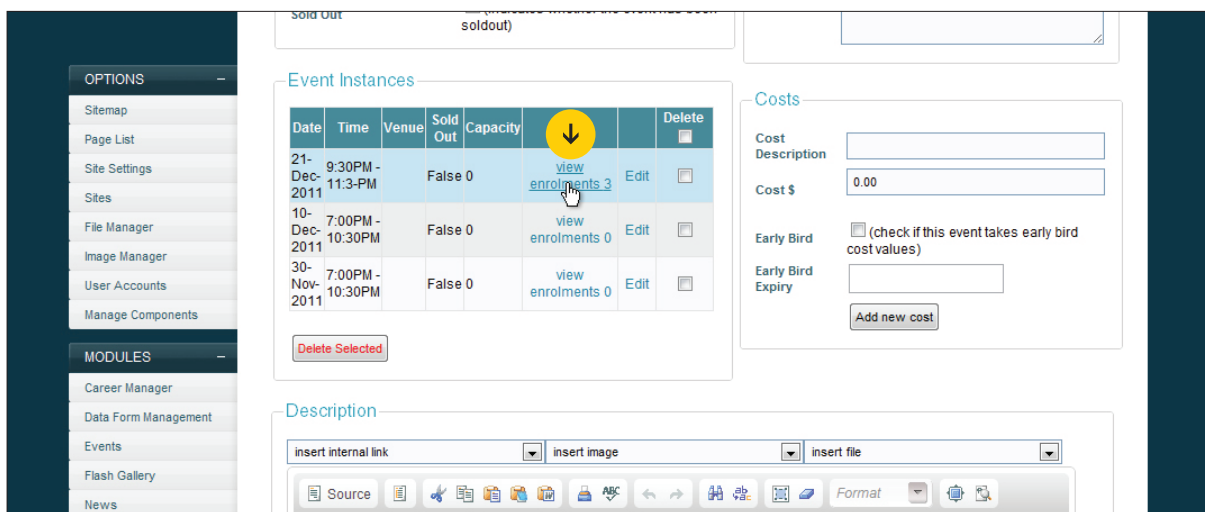 Sold Out
soldout)
OPTIONS
Sitemap
Page List
Site Settings
Sites
File Manager
Image Manager
User Accounts
Manage Components
MODULES
Career Manager
Data Form Management
Events
Flash Gallery
News
Event Instances
Date Time Venue Sold Out Capacity Delete
21-Dec-2011 9:30PM - 11:3-PM False 0 view enrolments 3 Edit
10-Dec-2011 7:00PM - 10:30PM False 0 view enrolments 0 Edit
30-Nov-2011 7:00PM - 10:30PM False 0 view enrolments 0 Edit
Delete Selected
Costs
Cost Description
Cost $ 0.00
Early Bird (check if this event takes early bird
cost values)
Early Bird Expiry
Add new cost
Description
insert internal link insert image insert file
Source ABC Format